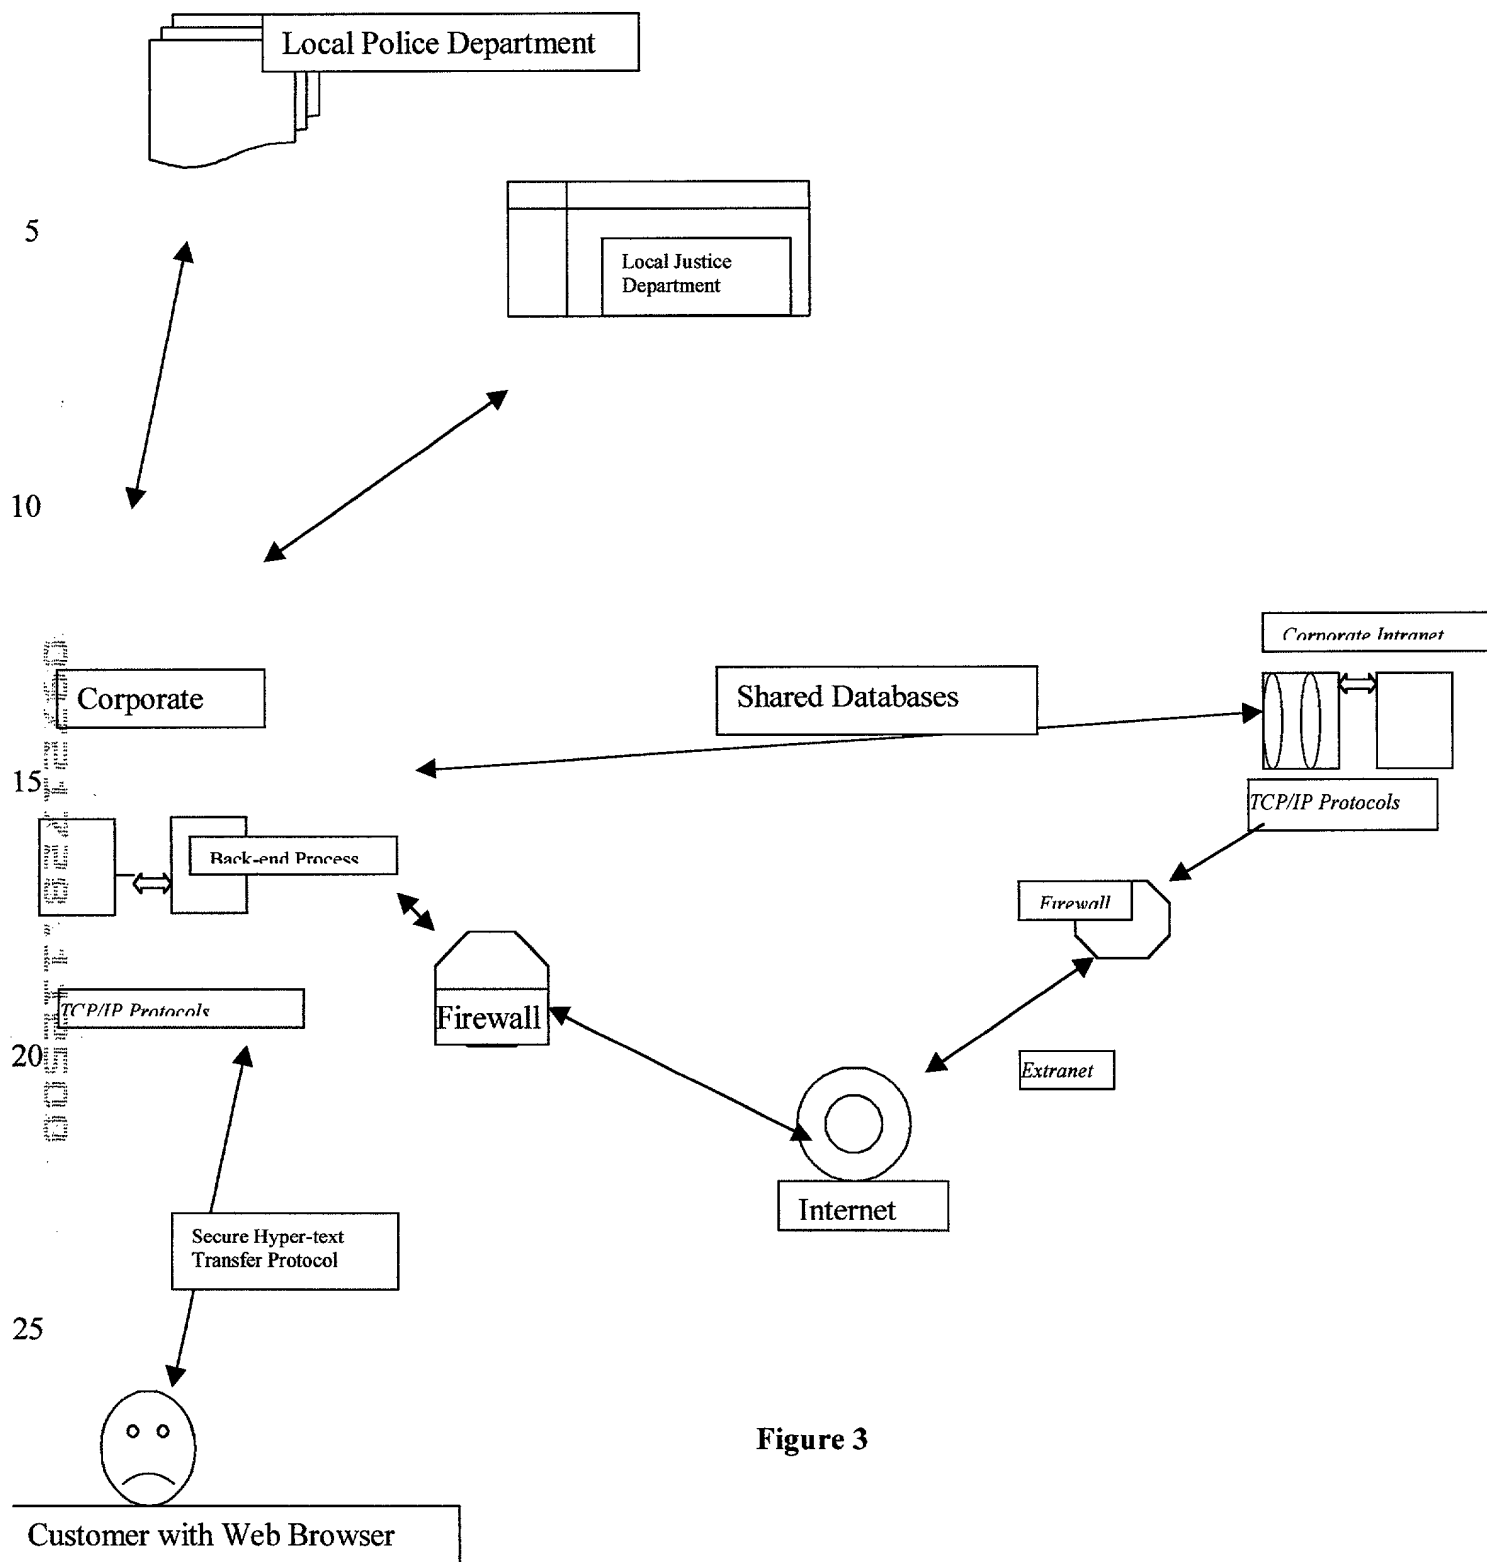 Local Police Department
5
Local Justice
Department
10
Corporate Intranet
Corporate
Shared Databases
15
TCP/IP Protocols
Back-end Process
Firewall
TCP/IP Protocols
Firewall
20
Extranet
Internet
Secure Hyper-text
Transfer Protocol
25
Figure 3
Customer with Web Browser